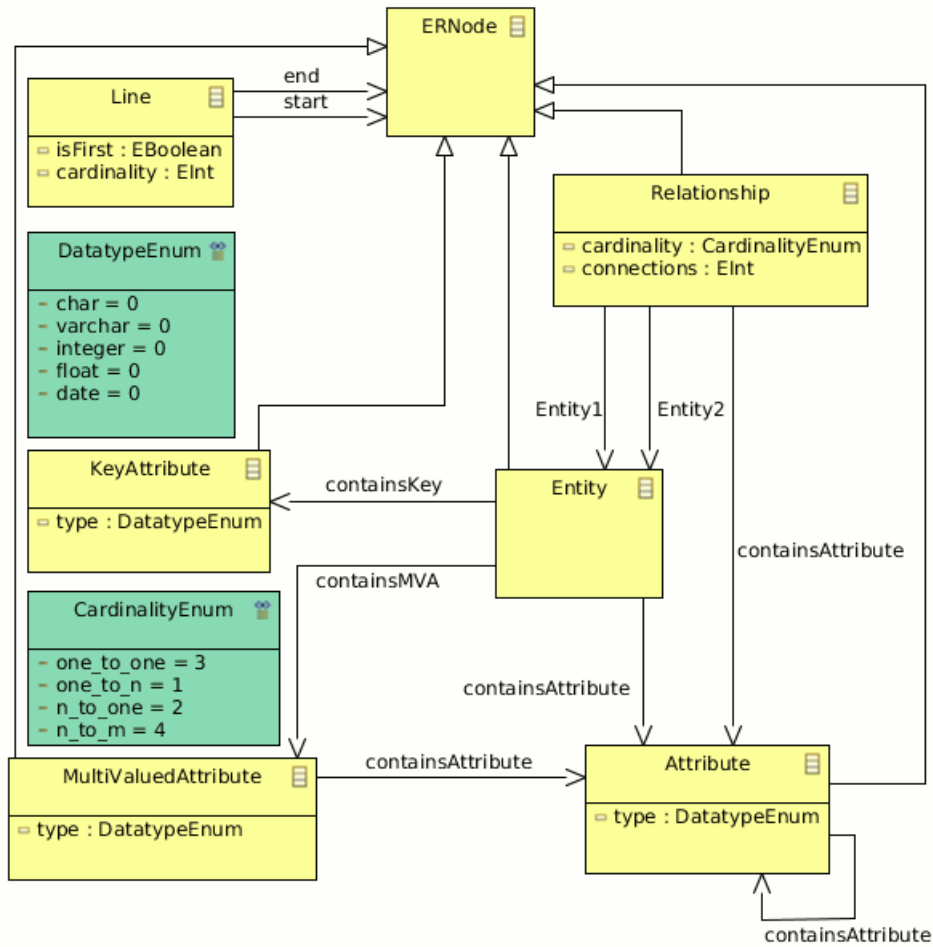 ERNode
end
start
Line
isFirst : EBoolean
cardinality : EInt
Relationship
cardinality : CardinalityEnum
connections : EInt
DatatypeEnum
char = 0
varchar = 0
integer = 0
float = 0
date = 0
Entity1
Entity2
KeyAttribute
type : DatatypeEnum
containsKey
Entity
containsAttribute
containsMVA
CardinalityEnum
one_to_one = 3
one_to_n = 1
n_to_one = 2
n_to_m = 4
containsAttribute
MultiValuedAttribute
type : DatatypeEnum
containsAttribute
Attribute
type : DatatypeEnum
containsAttribute